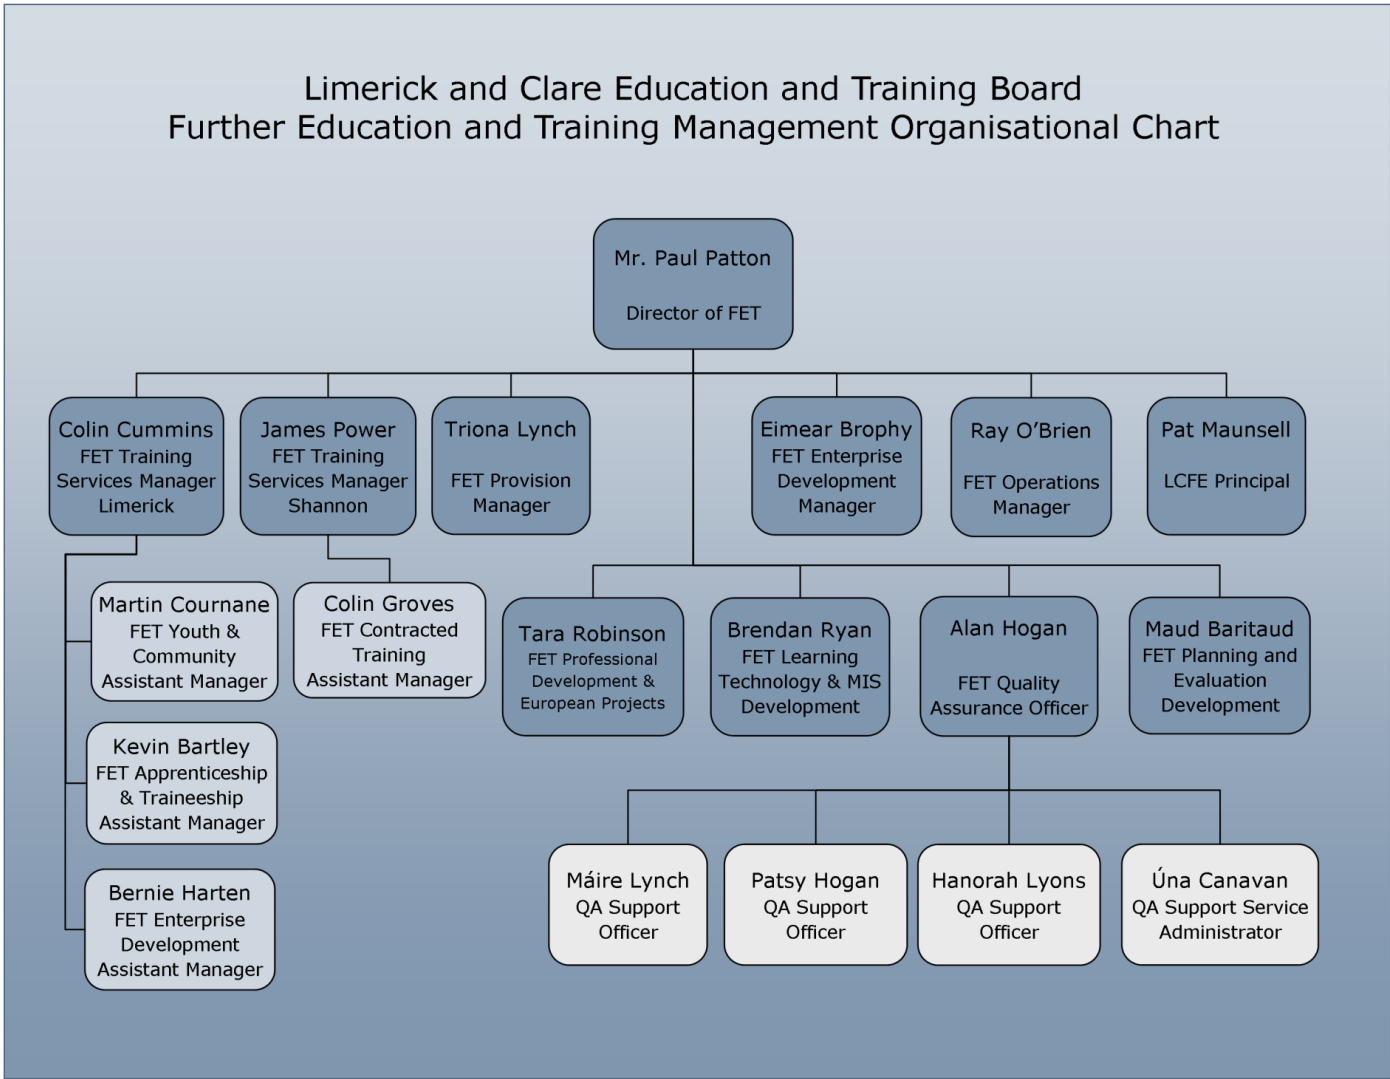 Limerick and Clare Education and Training Board
Further Education and Training Management Organisational Chart
Mr. Paul Patton
Director of FET
Colin Cummins
FET Training
Services Manager
Limerick
James Power
FET Training
Services Manager
Shannon
Triona Lynch
FET Provision
Manager
Eimear Brophy
FET Enterprise
Development
Manager
Ray O’Brien
FET Operations
Manager
Pat Maunsell
LCFE Principal
Martin Cournane
FET Youth &
Community
Assistant Manager
Colin Groves
FET Contracted
Training
Assistant Manager
Tara Robinson
FET Professional
Development &
European Projects
Brendan Ryan
FET Learning
Technology & MIS
Development
Alan Hogan
FET Quality
Assurance Officer
Maud Baritaud
FET Planning and
Evaluation
Development
Kevin Bartley
FET Apprenticeship
& Traineeship
Assistant Manager
Bernie Harten
FET Enterprise
Development
Assistant Manager
Máire Lynch
QA Support
Officer
Patsy Hogan
QA Support
Officer
Hanorah Lyons
QA Support
Officer
Úna Canavan
QA Support Service
Administrator